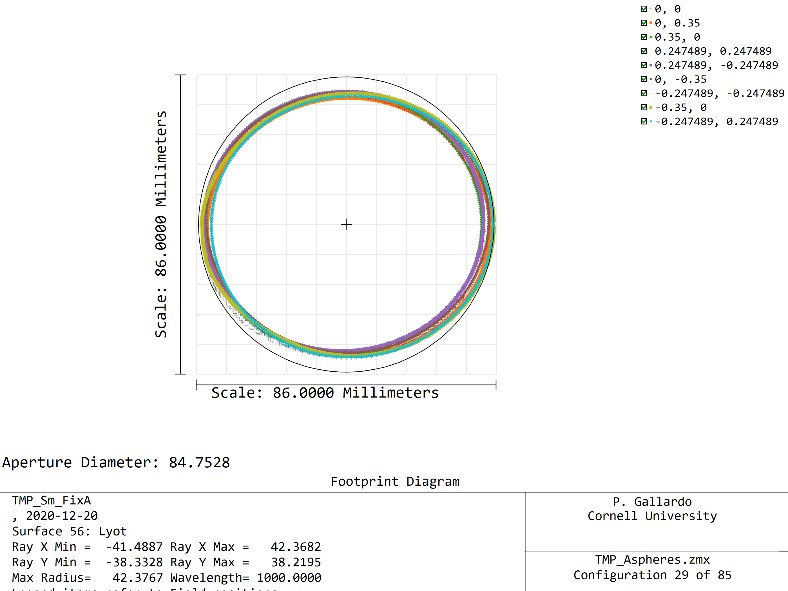 0, 0
0, 0.35
0.35, 0
0.247489, 0.247489
0.247489, -0.247489
0, -0.35
-0.247489, -0.247489
-0.35, 0
-0.247489, 0.247489
Scale: 86.0000 Millimeters
Scale: 86.0000 Millimeters
Aperture Diameter: 84.7528
Footprint Diagram
TMP_Sm_FixA
, 2020-12-20
Surface 56: Lyot
Ray X Min = -41.4887 Ray X Max = 42.3682
Ray Y Min = -38.3328 Ray Y Max = 38.2195
Max Radius= 42.3767 Wavelength= 1000.0000
P. Gallardo
Cornell University
TMP_Aspheres.zmx
Configuration 29 of 85